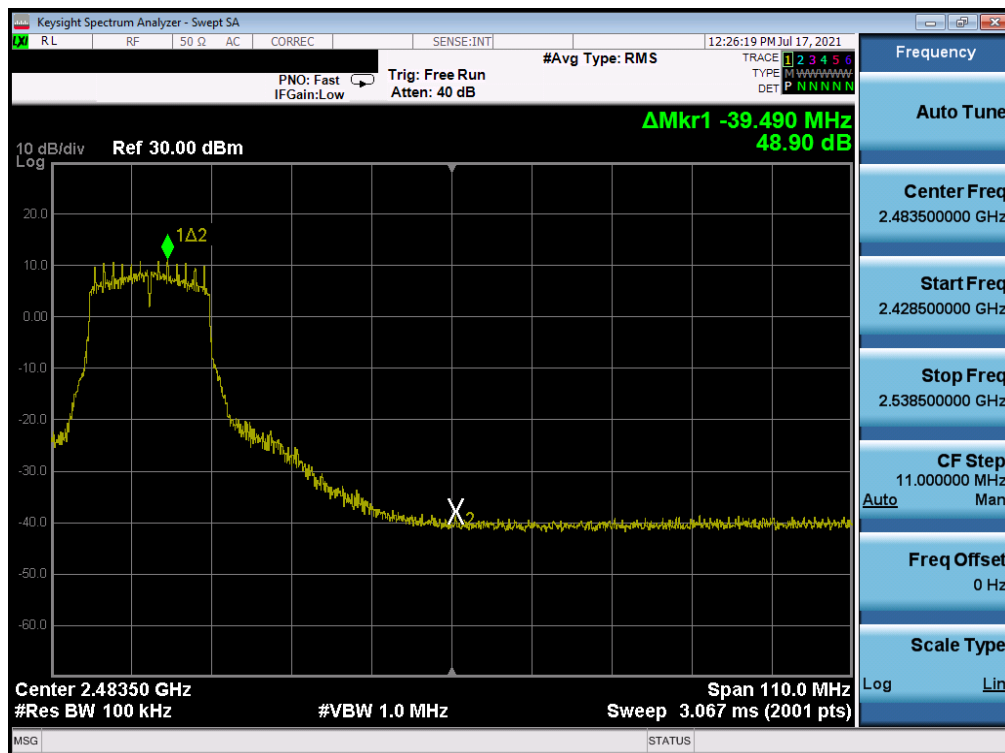 Keysight Spectrum Analyzer - Swept SA
LXI RL RF 50 Ω AC CORREC SENSE:INT 12:26:19 PM Jul 17, 2021
PNO: Fast
IFGain:Low
Trig: Free Run
Atten: 40 dB
#Avg Type: RMS
TRACE 1 2 3 4 5 6
TYPE M W W W W W
DET P N N N N N
ΔMkr1 -39.490 MHz
48.90 dB
10 dB/div Ref 30.00 dBm
Log
20.0
10.0
0.00
-10.0
-20.0
-30.0
-40.0
-50.0
-60.0
1Δ2
X2
Center 2.48350 GHz Span 110.0 MHz
#Res BW 100 kHz #VBW 1.0 MHz Sweep 3.067 ms (2001 pts)
MSG STATUS
Frequency
Auto Tune
Center Freq
2.483500000 GHz
Start Freq
2.428500000 GHz
Stop Freq
2.538500000 GHz
CF Step
11.000000 MHz
Auto Man
Freq Offset
0 Hz
Scale Type
Log Lin